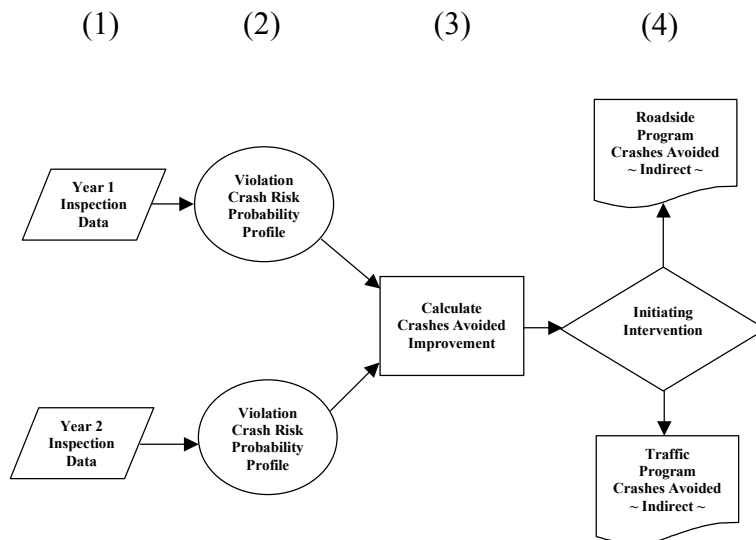 (1)
(2)
(3)
(4)
Roadside
Program
Crashes Avoided
~ Indirect ~
Year 1
Inspection
Data
Violation
Crash Risk
Probability
Profile
Calculate
Crashes Avoided
Improvement
Initiating
Intervention
Year 2
Inspection
Data
Violation
Crash Risk
Probability
Profile
Traffic
Program
Crashes Avoided
~ Indirect ~